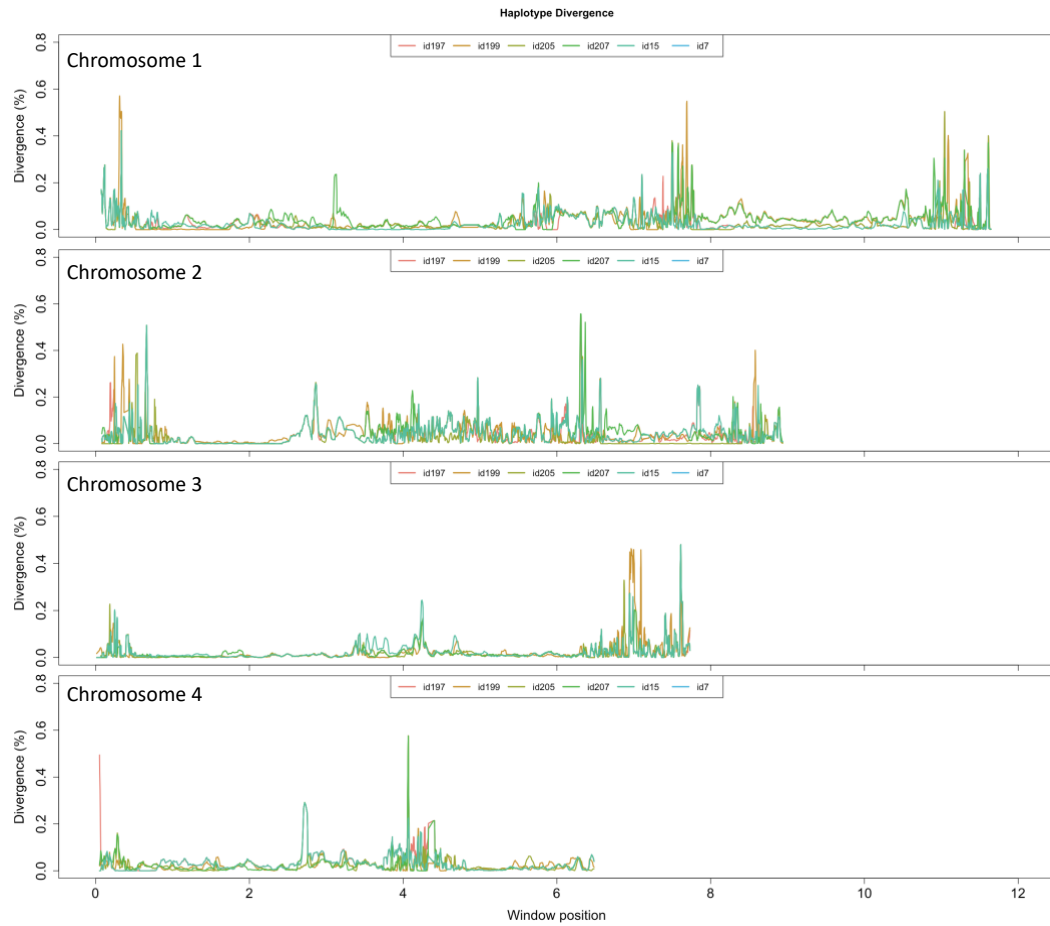 Haplotype Divergence
id197 id199 id205 id207 id15 id7
Chromosome 1
Divergence (%)
0.0 0.2 0.4 0.6 0.8
id197 id199 id205 id207 id15 id7
Chromosome 2
Divergence (%)
0.0 0.2 0.4 0.6 0.8
id197 id199 id205 id207 id15 id7
Chromosome 3
Divergence (%)
0.0 0.2 0.4 0.6 0.8
id197 id199 id205 id207 id15 id7
Chromosome 4
Divergence (%)
0.0 0.2 0.4 0.6 0.8
0 2 4 6 8 10 12
Window position